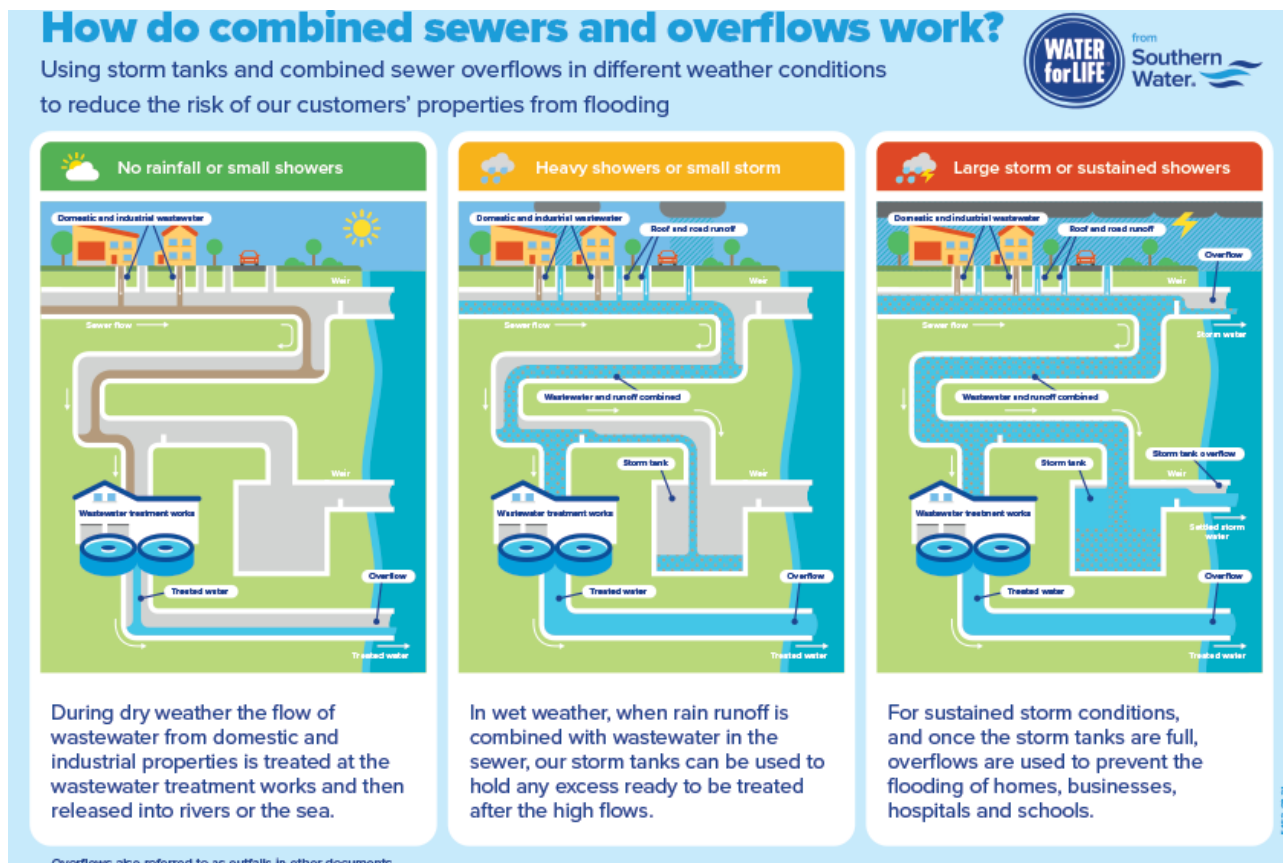 How do combined sewers and overflows work?
Using storm tanks and combined sewer overflows in different weather conditions
to reduce the risk of our customers' properties from flooding
WATER
for LIFE
from
Southern
Water.
No rainfall or small showers
Domestic and industrial wastewater
Weir
Sewer flow
Weir
Wastewater treatment works
Overflow
Treated water
Treated water
During dry weather the flow of
wastewater from domestic and
industrial properties is treated at the
wastewater treatment works and then
released into rivers or the sea.
Heavy showers or small storm
Domestic and industrial wastewater
Roof and road runoff
Weir
Sewer flow
Wastewater and runoff combined
Storm tank
Weir
Wastewater treatment works
Overflow
Treated water
Treated water
In wet weather, when rain runoff is
combined with wastewater in the
sewer, our storm tanks can be used to
hold any excess ready to be treated
after the high flows.
Large storm or sustained showers
Domestic and industrial wastewater
Roof and road runoff
Overflow
Weir
Sewer flow
Storm water
Wastewater and runoff combined
Storm tank overflow
Storm tank
Weir
Wastewater treatment works
Settled storm
water
Overflow
Treated water
Treated water
For sustained storm conditions,
and once the storm tanks are full,
overflows are used to prevent the
flooding of homes, businesses,
hospitals and schools.
Overflows also referred to as outfalls in other documents